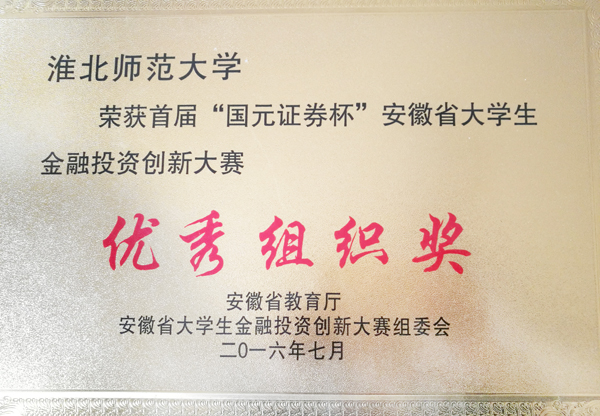 淮北师范大学
荣获首届“国元证券杯”安徽省大学生
金融投资创新大赛
优秀组织奖
安徽省教育厅
安徽省大学生金融投资创新大赛组委会
二〇一六年七月